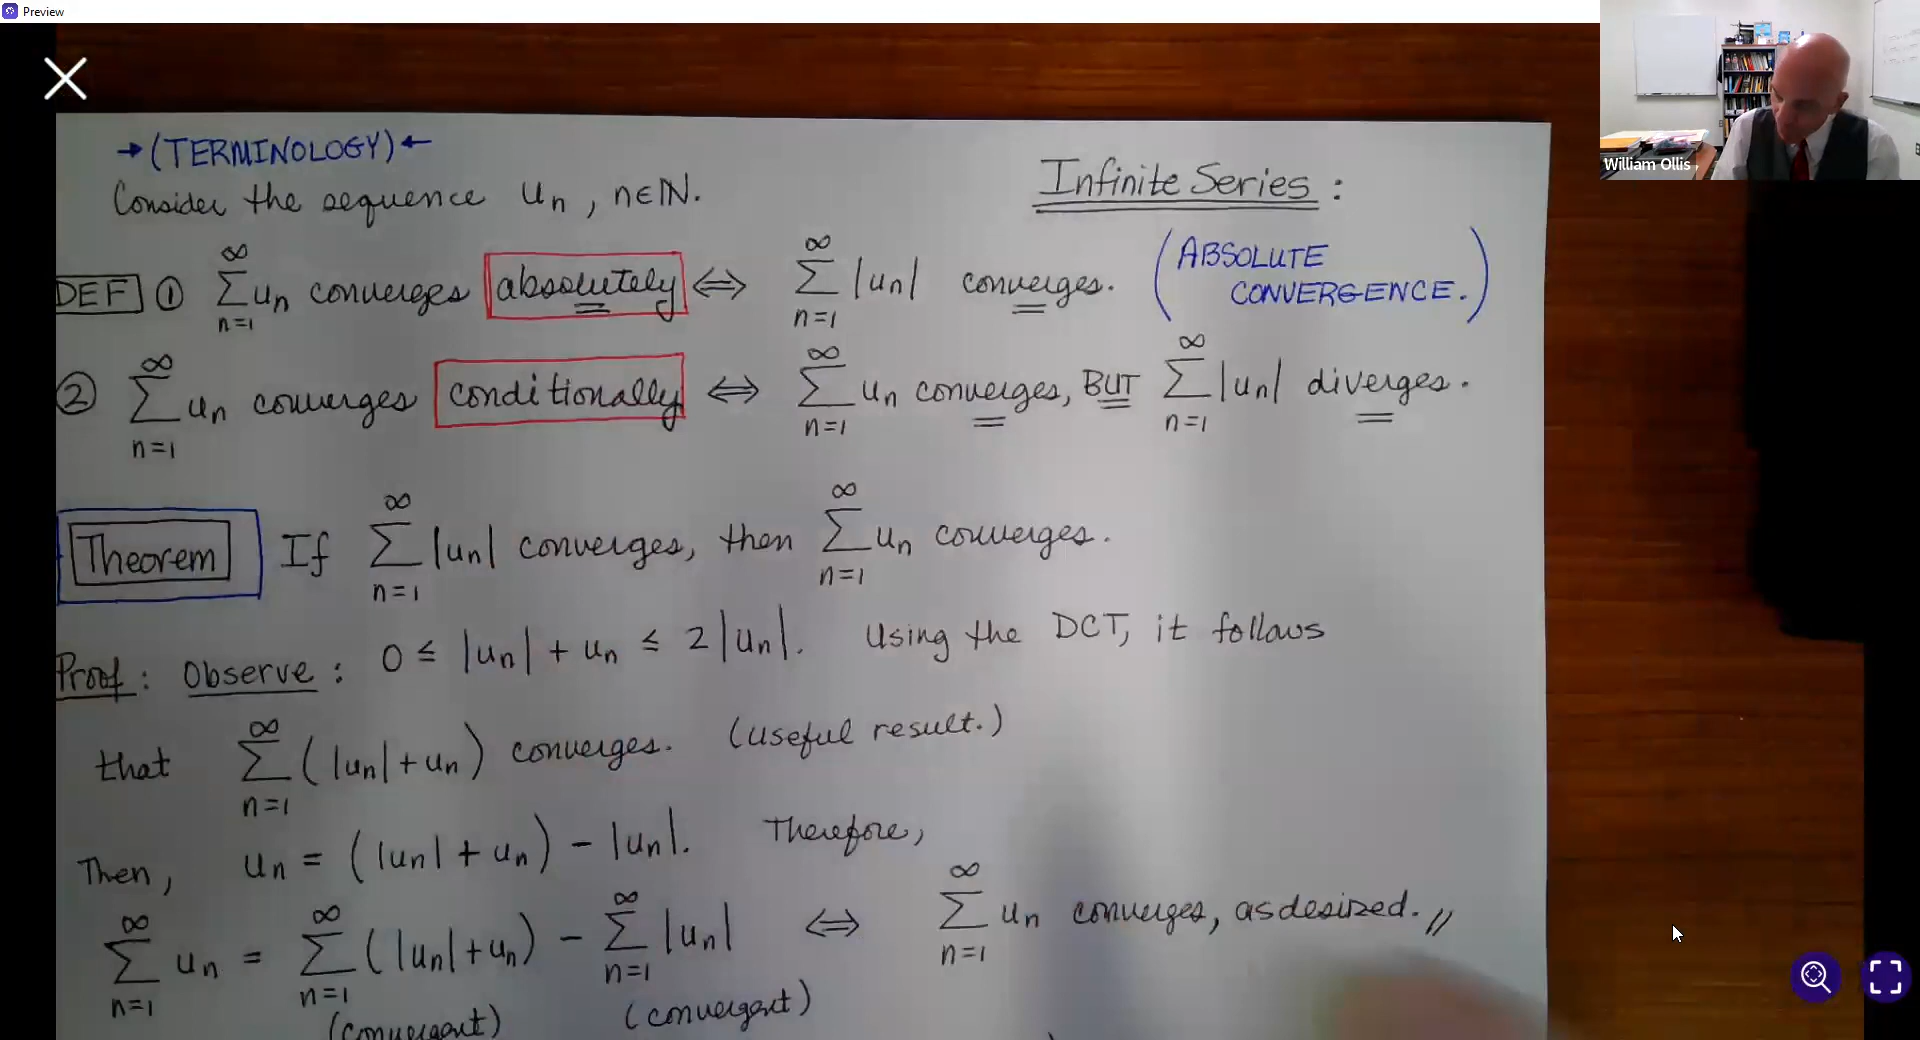 Preview
→(TERMINOLOGY)←
Consider the sequence uₙ, n∈ℕ.
Infinite Series:
DEF ① ∑_{n=1}^{∞} uₙ converges absolutely ⇔ ∑_{n=1}^{∞} |uₙ| converges. (ABSOLUTE CONVERGENCE.)
② ∑_{n=1}^{∞} uₙ converges conditionally ⇔ ∑_{n=1}^{∞} uₙ converges, BUT ∑_{n=1}^{∞} |uₙ| diverges.
Theorem If ∑_{n=1}^{∞} |uₙ| converges, then ∑_{n=1}^{∞} uₙ converges.
Proof: Observe: 0 ≤ |uₙ| + uₙ ≤ 2|uₙ|. Using the DCT, it follows
that ∑_{n=1}^{∞} (|uₙ| + uₙ) converges. (useful result.)
Then, uₙ = (|uₙ| + uₙ) − |uₙ|. Therefore,
∑_{n=1}^{∞} uₙ = ∑_{n=1}^{∞} (|uₙ| + uₙ) − ∑_{n=1}^{∞} |uₙ| ⇔ ∑_{n=1}^{∞} uₙ converges, as desired. //
(convergent) (convergent)
William Ollis